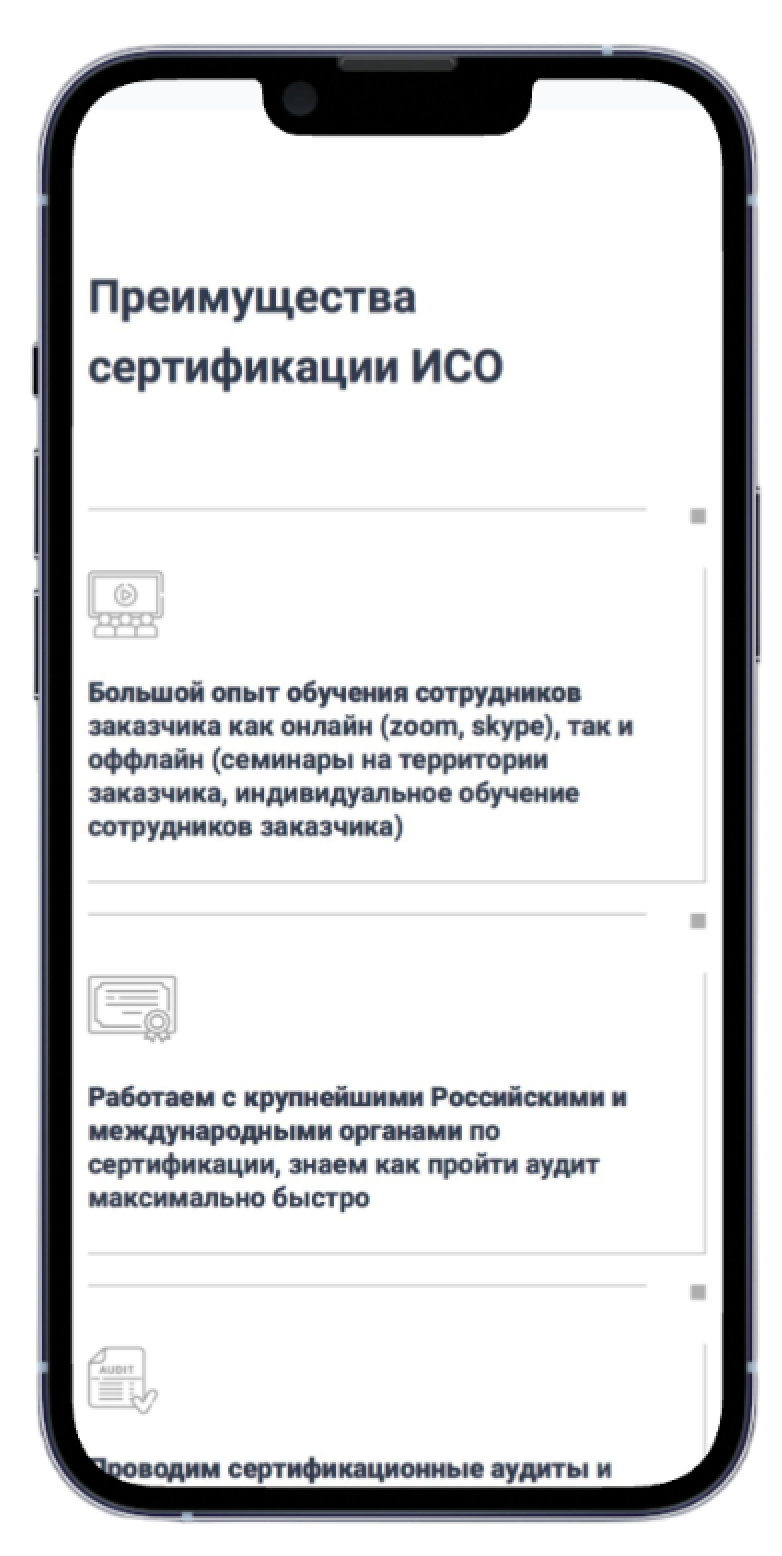 Преимущества
сертификации ИСО
Большой опыт обучения сотрудников
заказчика как онлайн (zoom, skype), так и
оффлайн (семинары на территории
заказчика, индивидуальное обучение
сотрудников заказчика)
Работаем с крупнейшими Российскими и
международными органами по
сертификации, знаем как пройти аудит
максимально быстро
AUDIT
Проводим сертификационные аудиты и